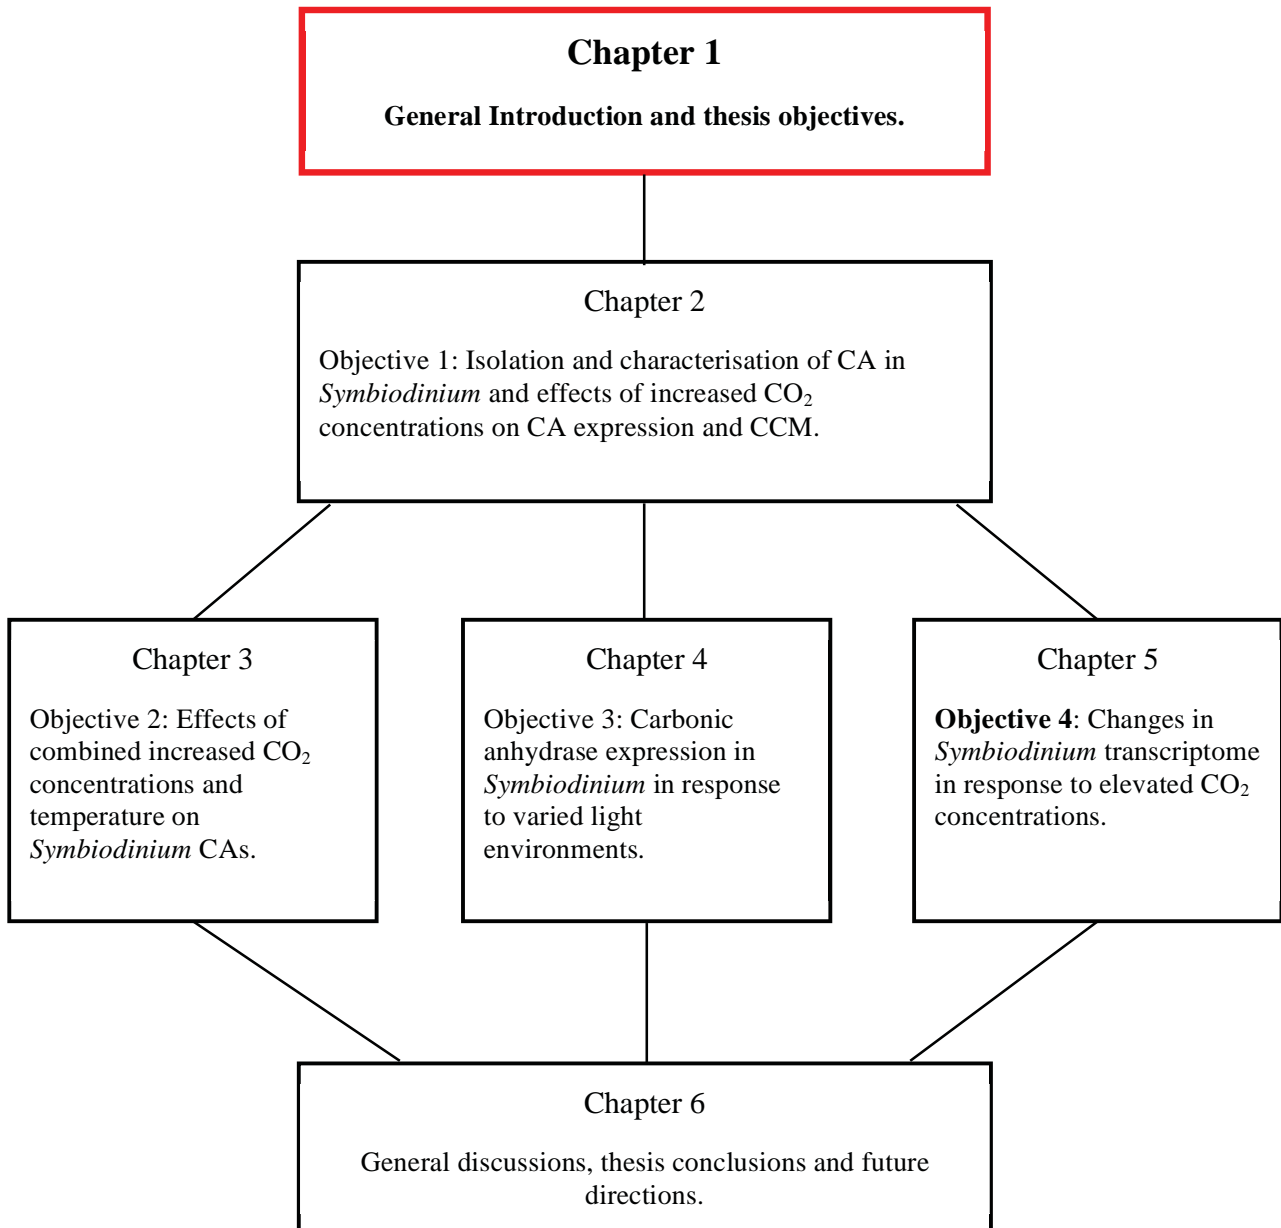 Chapter 1
General Introduction and thesis objectives.
Chapter 2
Objective 1: Isolation and characterisation of CA in
Symbiodinium and effects of increased CO₂
concentrations on CA expression and CCM.
Chapter 3
Objective 2: Effects of
combined increased CO₂
concentrations and
temperature on
Symbiodinium CAs.
Chapter 4
Objective 3: Carbonic
anhydrase expression in
Symbiodinium in response
to varied light
environments.
Chapter 5
Objective 4: Changes in
Symbiodinium transcriptome
in response to elevated CO₂
concentrations.
Chapter 6
General discussions, thesis conclusions and future
directions.